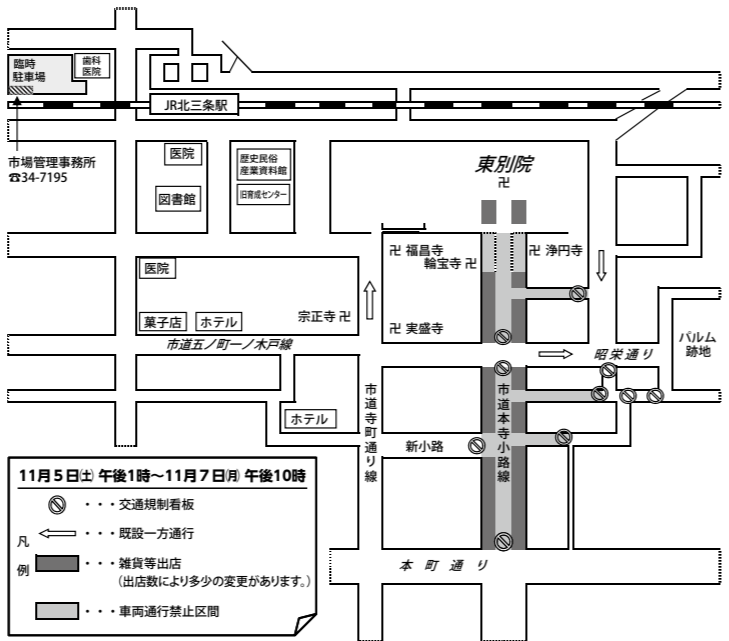 臨時
駐車場
歯科
医院
JR北三条駅
市場管理事務所
☎34-7195
医院
歴史民俗
産業資料館
図書館
旧育成センター
東別院
卍
卍 福昌寺
輪宝寺 卍
卍 浄円寺
医院
菓子店
ホテル
宗正寺 卍
卍 実盛寺
市道五ノ町一ノ木戸線
昭栄通り
パルム
跡地
ホテル
市道寺町通り線
新小路
市道本寺小路線
本町通り
11月5日㈯ 午後1時～11月7日㈪ 午後10時
凡例
・・・交通規制看板
・・・既設一方通行
・・・雑貨等出店
(出店数により多少の変更があります。)
・・・車両通行禁止区間